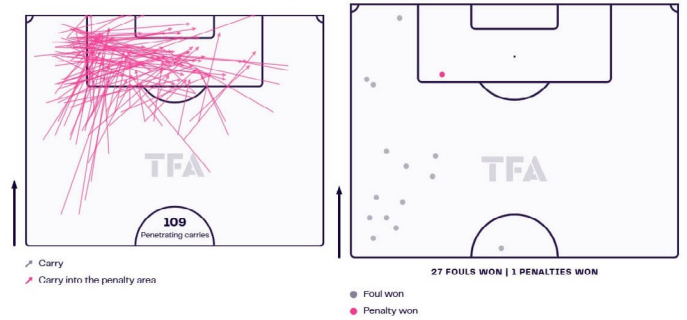 TFA
109
Penetrating carries
Carry
Carry into the penalty area
TFA
27 FOULS WON | 1 PENALTIES WON
Foul won
Penalty won